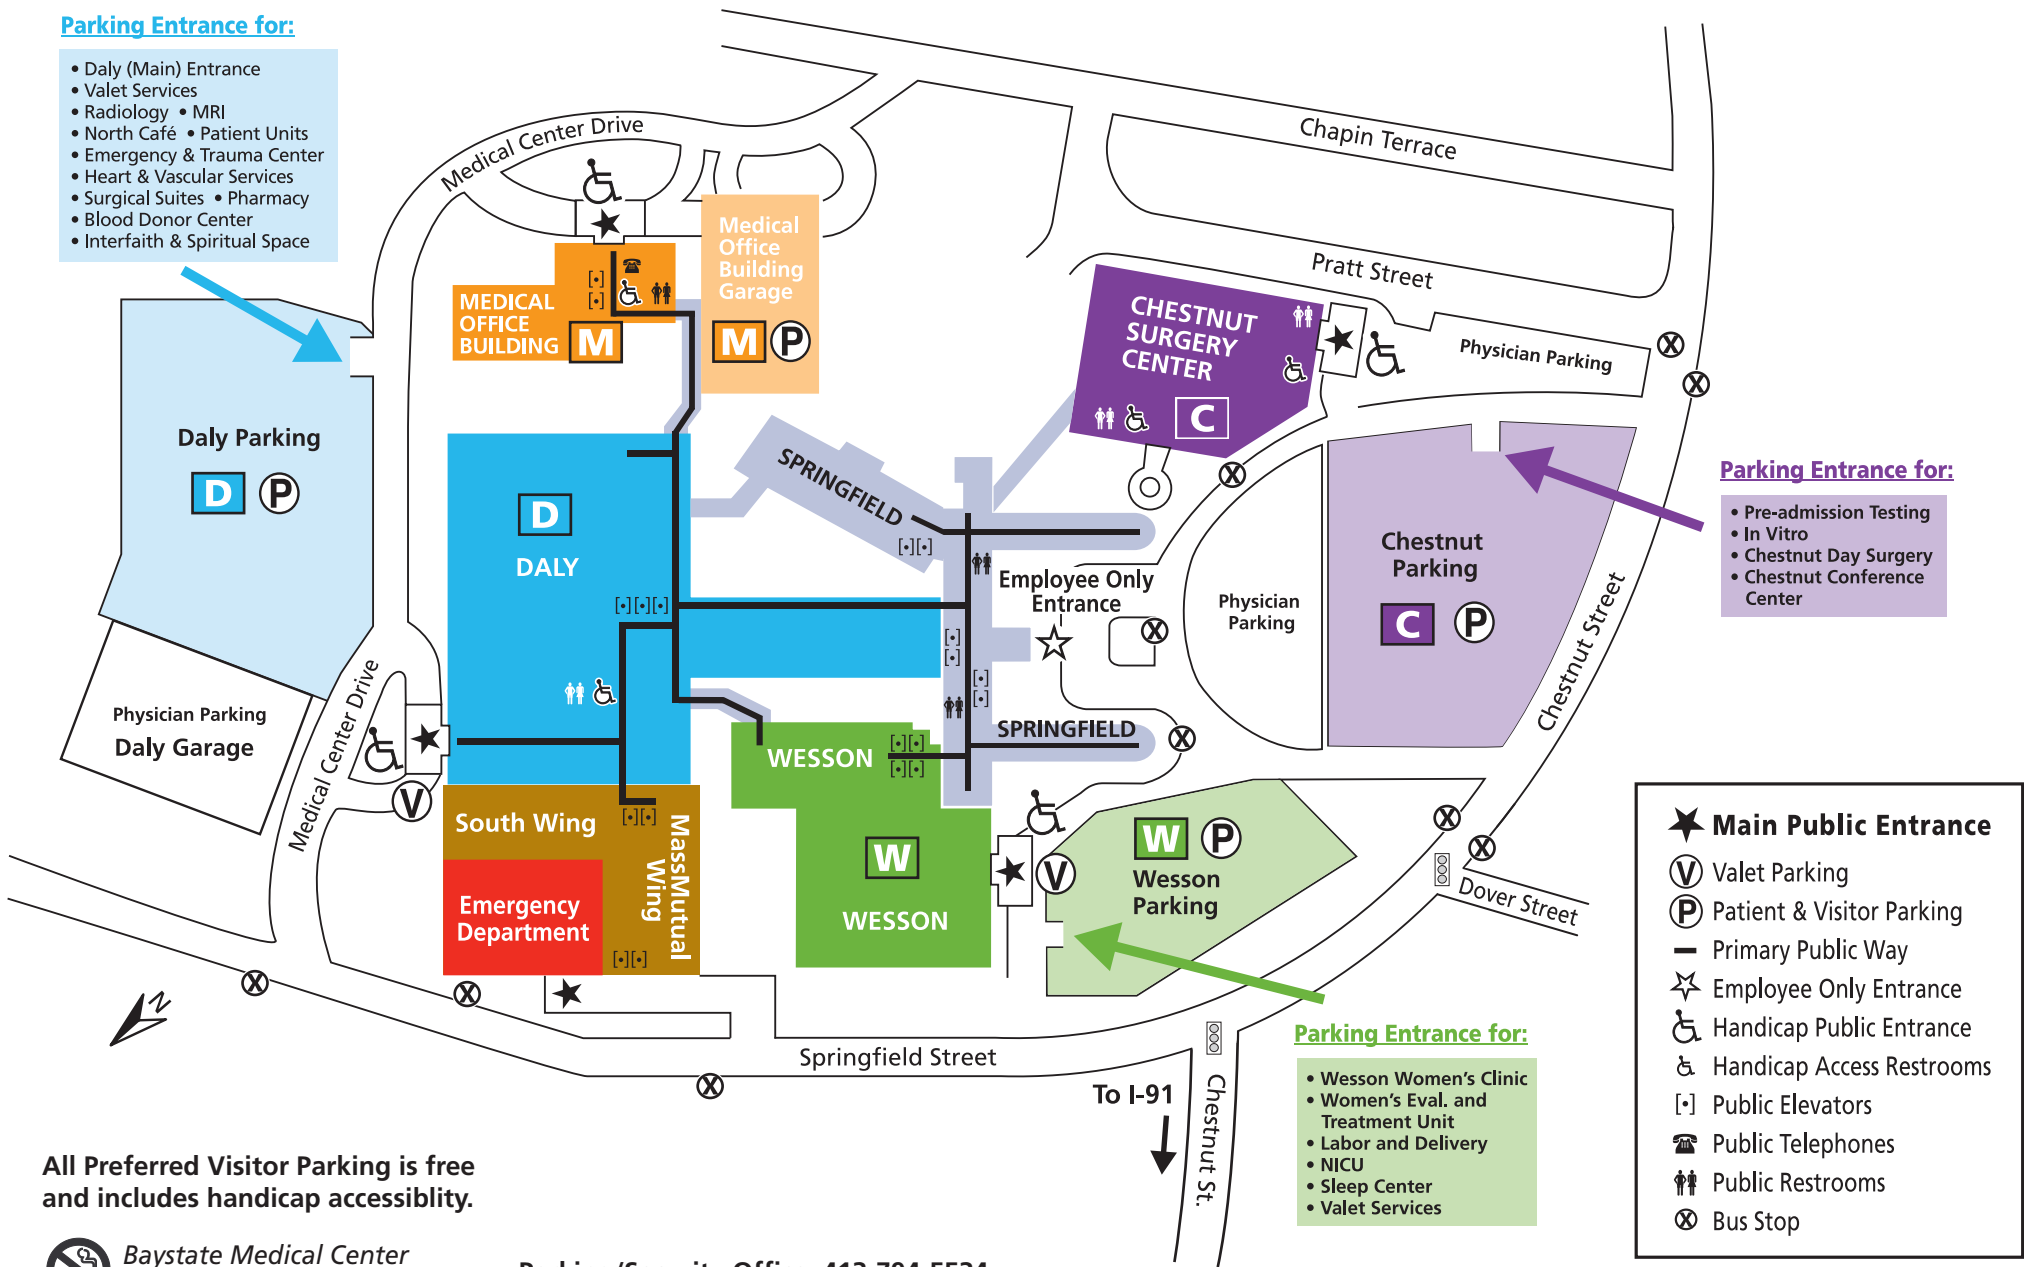 Parking Entrance for:
• Daly (Main) Entrance
• Valet Services
• Radiology • MRI
• North Café • Patient Units
• Emergency & Trauma Center
• Heart & Vascular Services
• Surgical Suites • Pharmacy
• Blood Donor Center
• Interfaith & Spiritual Space
Medical Center Drive
Chapin Terrace
Pratt Street
Medical
Office
Building
Garage
M P
MEDICAL
OFFICE
BUILDING M
CHESTNUT
SURGERY
CENTER
C
Physician Parking
X
X
X
Daly Parking
D P
D
DALY
SPRINGFIELD
[•][•]
[•]
[•]
[•][•][•]
Employee Only
Entrance
X
Physician
Parking
Chestnut
Parking
C P
Parking Entrance for:
• Pre-admission Testing
• In Vitro
• Chestnut Day Surgery
• Chestnut Conference
Center
Chestnut Street
[•]
[•]
[•]
[•]
Physician Parking
Daly Garage
Medical Center Drive
V
SPRINGFIELD
X
WESSON
[•][•]
[•][•]
South Wing
[•][•]
MassMutual
Wing
Emergency
Department
[•][•]
W
WESSON
V
W P
Wesson
Parking
X
X
Dover Street
X
X
N
Springfield Street
X
To I-91
Chestnut St.
Parking Entrance for:
• Wesson Women's Clinic
• Women's Eval. and
Treatment Unit
• Labor and Delivery
• NICU
• Sleep Center
• Valet Services
Main Public Entrance
V Valet Parking
P Patient & Visitor Parking
Primary Public Way
Employee Only Entrance
Handicap Public Entrance
Handicap Access Restrooms
[•] Public Elevators
Public Telephones
Public Restrooms
X Bus Stop
All Preferred Visitor Parking is free
and includes handicap accessiblity.
Baystate Medical Center
Parking/Security Office 413-794-5534